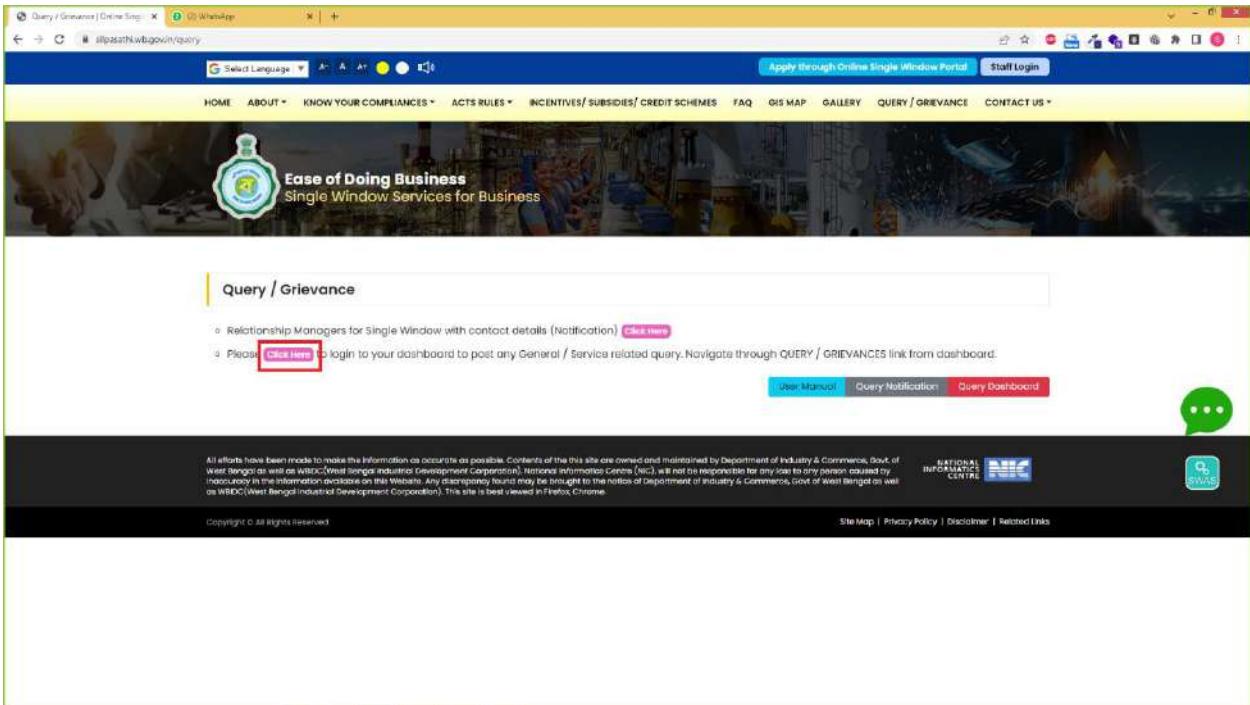 Query / Grievance | Online Sing
WhatsApp
silpasathi.wb.gov.in/query
Select Language
A- A A+
Apply through Online Single Window Portal
Staff Login
HOME ABOUT KNOW YOUR COMPLIANCES ACTS RULES INCENTIVES/ SUBSIDIES/ CREDIT SCHEMES FAQ GIS MAP GALLERY QUERY / GRIEVANCE CONTACT US
Ease of Doing Business
Single Window Services for Business
Query / Grievance
Relationship Managers for Single Window with contact details (Notification) Click Here
Please Click Here to login to your dashboard to post any General / Service related query. Navigate through QUERY / GRIEVANCES link from dashboard.
User Manual Query Notification Query Dashboard
All efforts have been made to make the information as accurate as possible. Contents of the this site are owned and maintained by Department of Industry & Commerce, Govt. of
West Bengal as well as WBIDC(West Bengal Industrial Development Corporation). National Informatics Centre (NIC), will not be responsible for any loss to any person caused by
inaccuracy in the information available on this Website. Any discrepancy found may be brought to the notice of Department of Industry & Commerce, Govt of West Bengal as well
as WBIDC(West Bengal Industrial Development Corporation). This site is best viewed in Firefox, Chrome.
NATIONAL
INFORMATICS
CENTRE
NIC
SWAS
Copyright © All Rights Reserved
Site Map | Privacy Policy | Disclaimer | Related Links